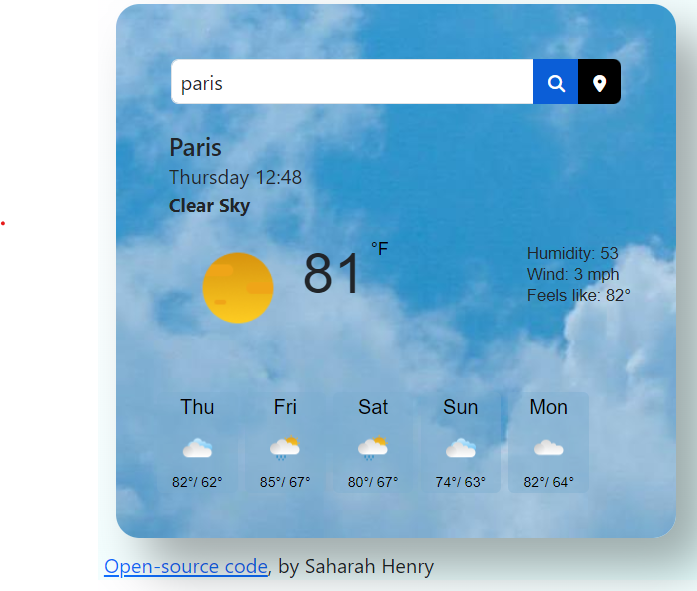 paris
Paris
Thursday 12:48
Clear Sky
81 °F
Humidity: 53
Wind: 3 mph
Feels like: 82°
Thu Fri Sat Sun Mon
82°/ 62° 85°/ 67° 80°/ 67° 74°/ 63° 82°/ 64°
Open-source code, by Saharah Henry